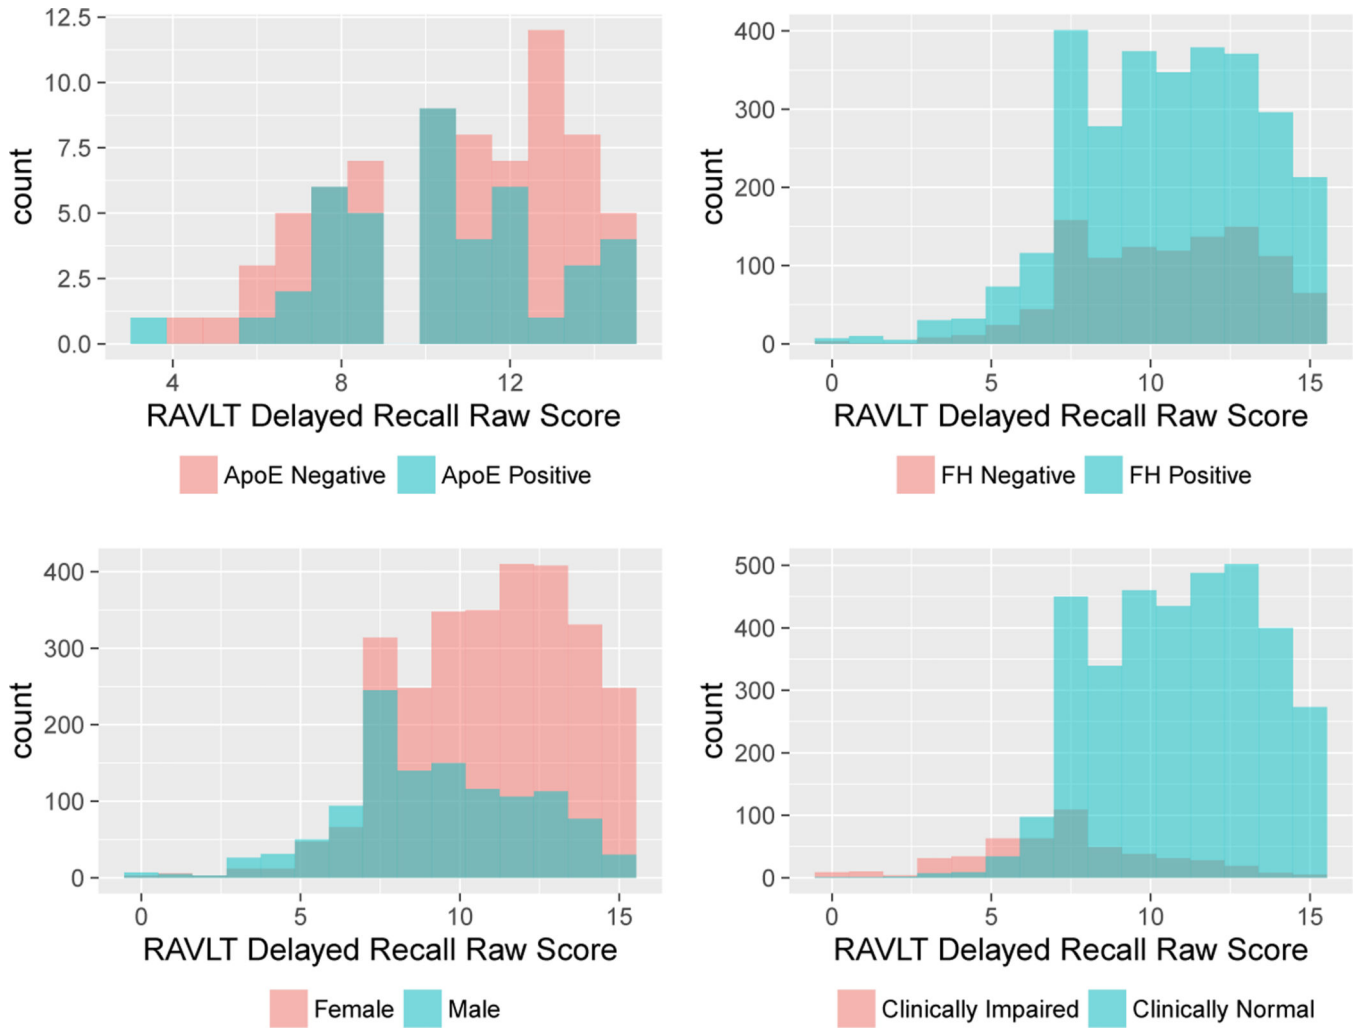 12.5
10.0
7.5
5.0
2.5
0.0
count
4 8 12
RAVLT Delayed Recall Raw Score
ApoE Negative ApoE Positive
400
300
200
100
0
count
0 5 10 15
RAVLT Delayed Recall Raw Score
FH Negative FH Positive
400
300
200
100
0
count
0 5 10 15
RAVLT Delayed Recall Raw Score
Female Male
500
400
300
200
100
0
count
0 5 10 15
RAVLT Delayed Recall Raw Score
Clinically Impaired Clinically Normal